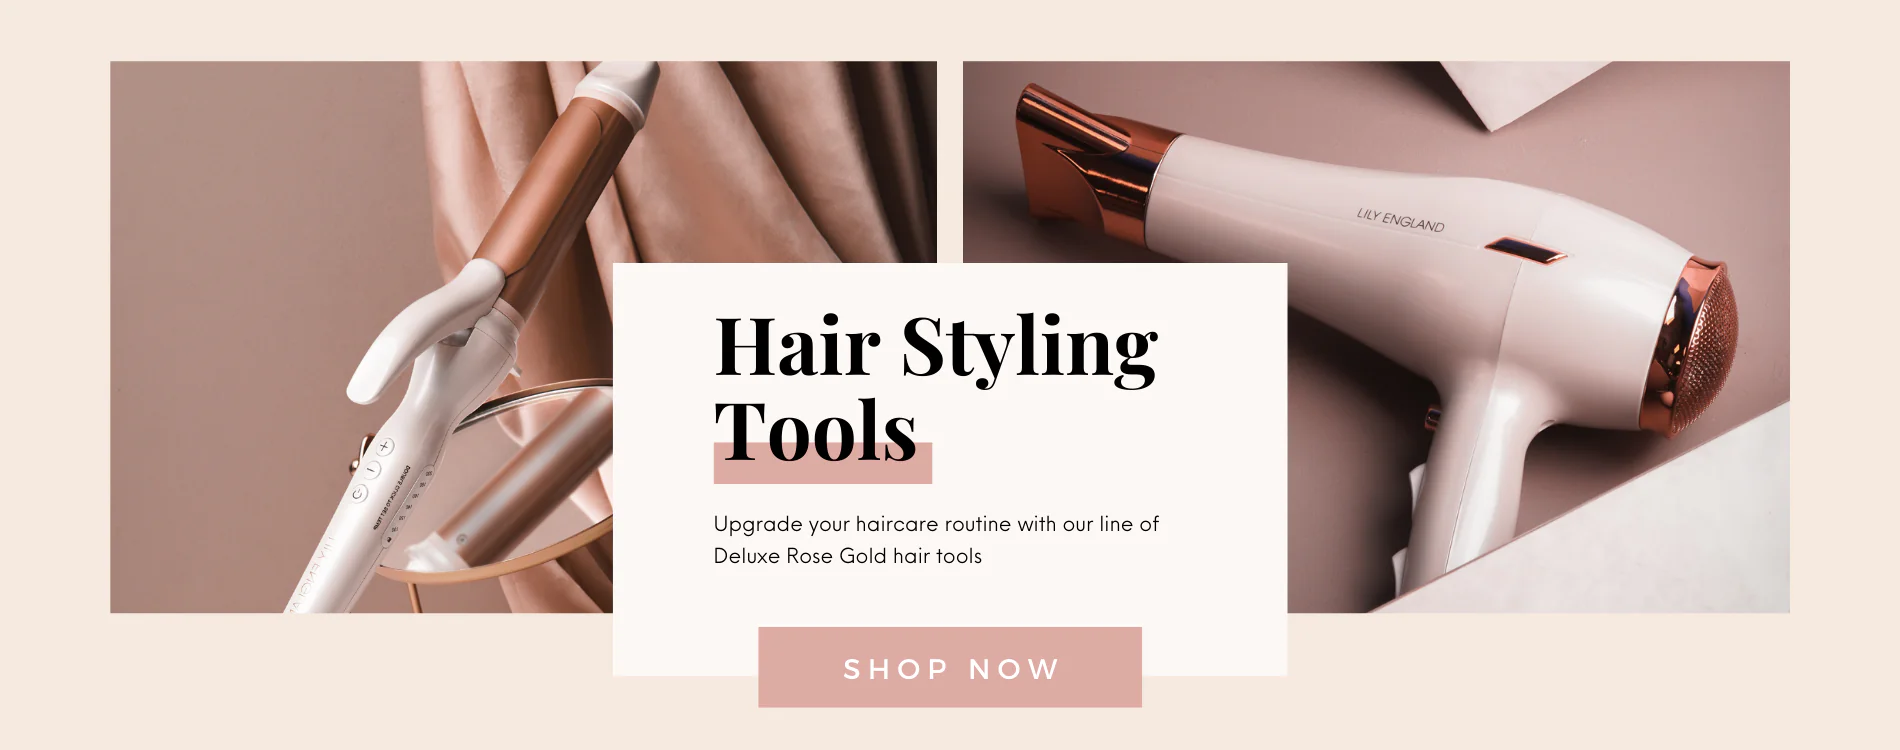 LILY ENGLAND
Hair Styling
Tools
Upgrade your haircare routine with our line of
Deluxe Rose Gold hair tools
SHOP NOW